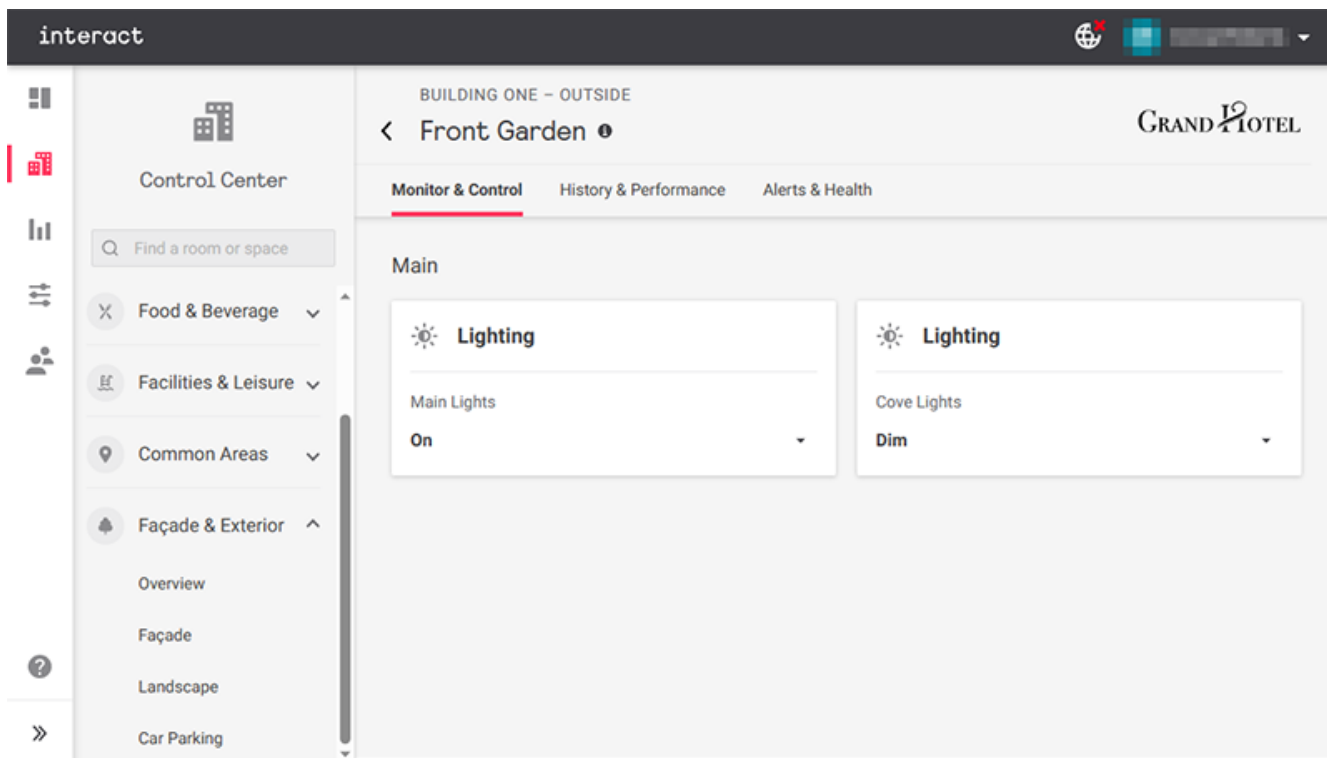 interact
Control Center
Find a room or space
Food & Beverage
Facilities & Leisure
Common Areas
Façade & Exterior
Overview
Façade
Landscape
Car Parking
BUILDING ONE – OUTSIDE
Front Garden
GRAND HOTEL
Monitor & Control
History & Performance
Alerts & Health
Main
Lighting
Main Lights
On
Lighting
Cove Lights
Dim